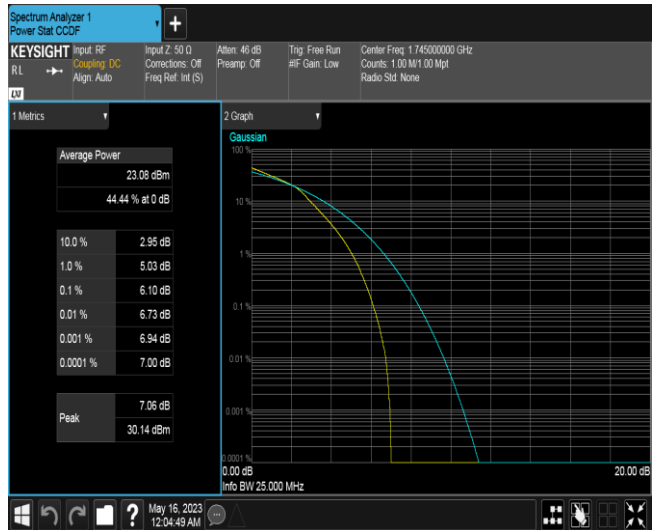 Spectrum Analyzer 1
Power Stat CCDF
+
KEYSIGHT
RL
LXI
Input: RF
Coupling: DC
Align: Auto
Input Z: 50 Ω
Corrections: Off
Freq Ref: Int (S)
Atten: 46 dB
Preamp: Off
Trig: Free Run
#IF Gain: Low
Center Freq: 1.745000000 GHz
Counts: 1.00 M/1.00 Mpt
Radio Std: None
1 Metrics
Average Power
23.08 dBm
44.44 % at 0 dB
10.0 % 2.95 dB
1.0 % 5.03 dB
0.1 % 6.10 dB
0.01 % 6.73 dB
0.001 % 6.94 dB
0.0001 % 7.00 dB
Peak
7.06 dB
30.14 dBm
2 Graph
Gaussian
100 %
10 %
1 %
0.1 %
0.01 %
0.001 %
0.0001 %
0.00 dB 20.00 dB
Info BW 25.000 MHz
?
May 16, 2023
12:04:49 AM